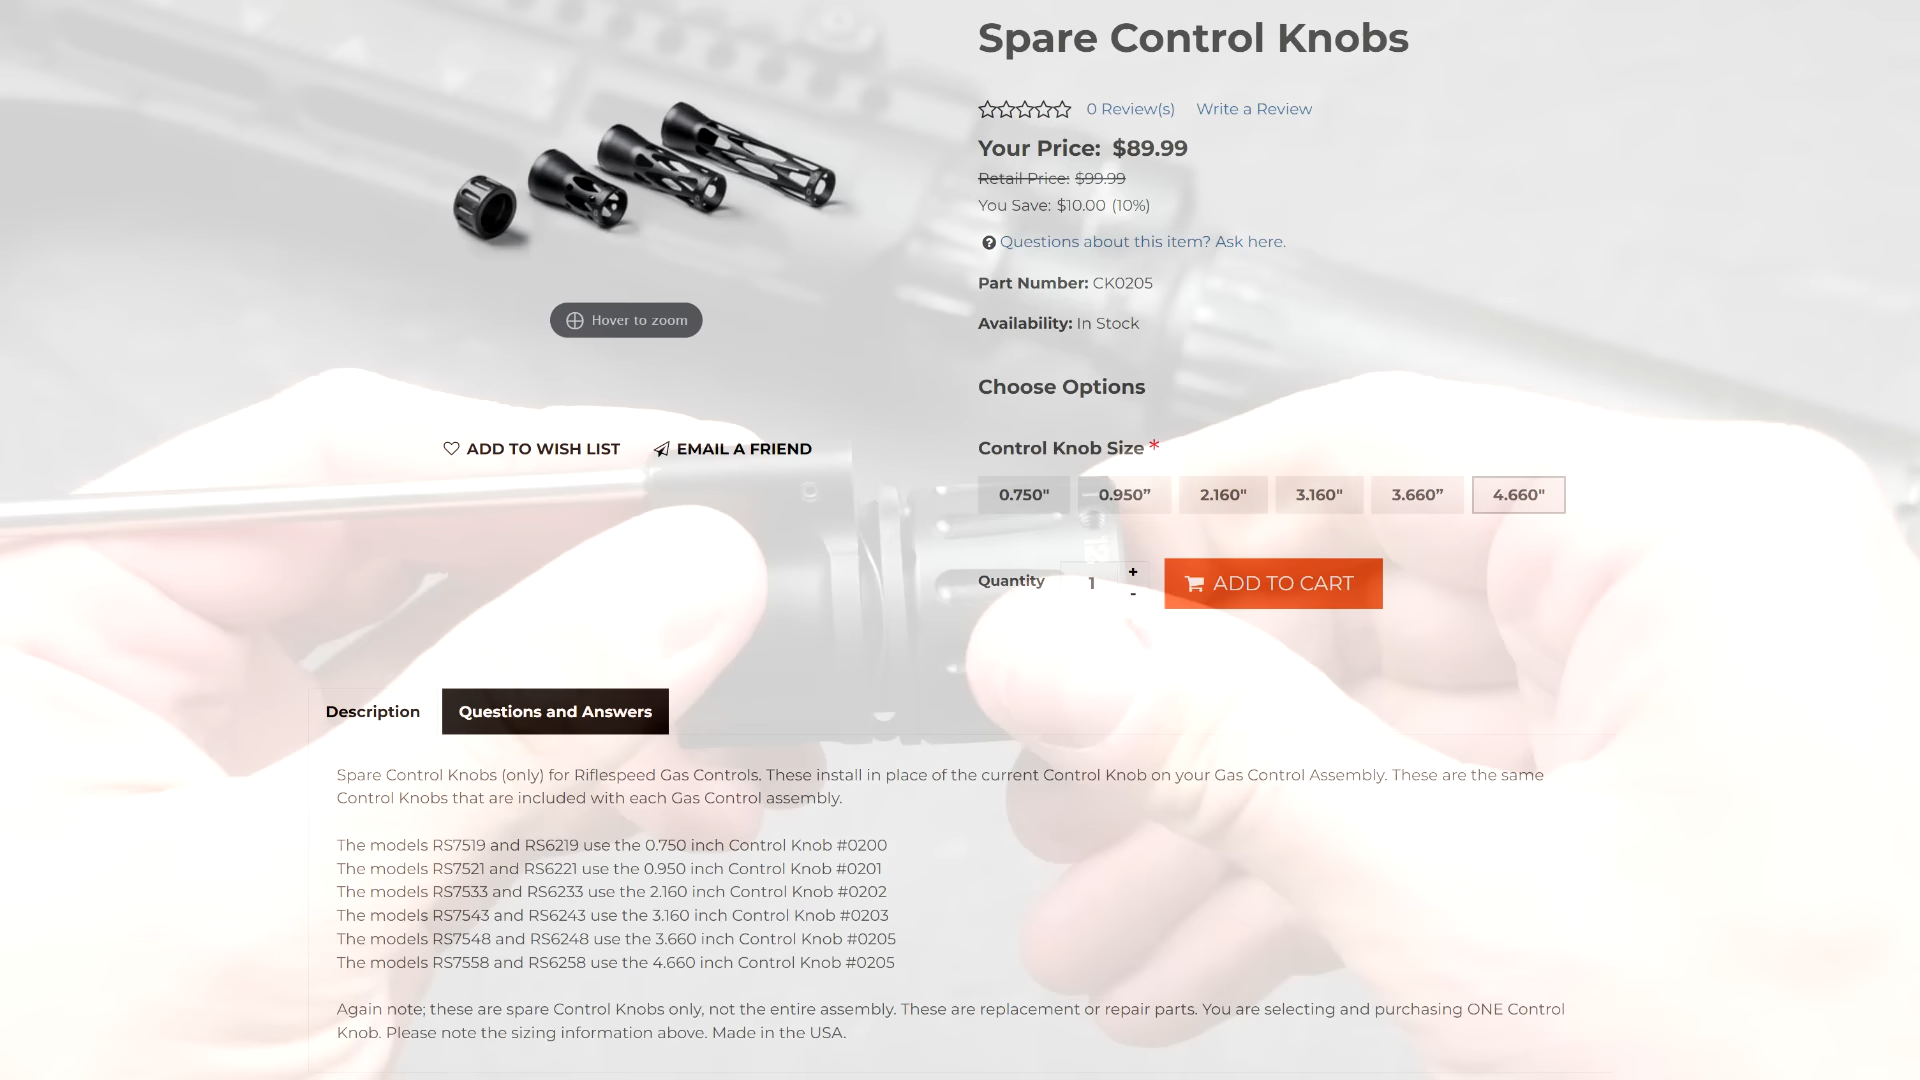 Spare Control Knobs
0 Review(s) Write a Review
Your Price: $89.99
Retail Price: $99.99
You Save: $10.00 (10%)
Questions about this item? Ask here.
Part Number: CK0205
Availability: In Stock
Hover to zoom
Choose Options
ADD TO WISH LIST EMAIL A FRIEND
Control Knob Size *
0.750" 0.950” 2.160" 3.160" 3.660” 4.660"
12
Quantity 1 + - ADD TO CART
Description Questions and Answers
Spare Control Knobs (only) for Riflespeed Gas Controls. These install in place of the current Control Knob on your Gas Control Assembly. These are the same
Control Knobs that are included with each Gas Control assembly.
The models RS7519 and RS6219 use the 0.750 inch Control Knob #0200
The models RS7521 and RS6221 use the 0.950 inch Control Knob #0201
The models RS7533 and RS6233 use the 2.160 inch Control Knob #0202
The models RS7543 and RS6243 use the 3.160 inch Control Knob #0203
The models RS7548 and RS6248 use the 3.660 inch Control Knob #0205
The models RS7558 and RS6258 use the 4.660 inch Control Knob #0205
Again note; these are spare Control Knobs only, not the entire assembly. These are replacement or repair parts. You are selecting and purchasing ONE Control
Knob. Please note the sizing information above. Made in the USA.